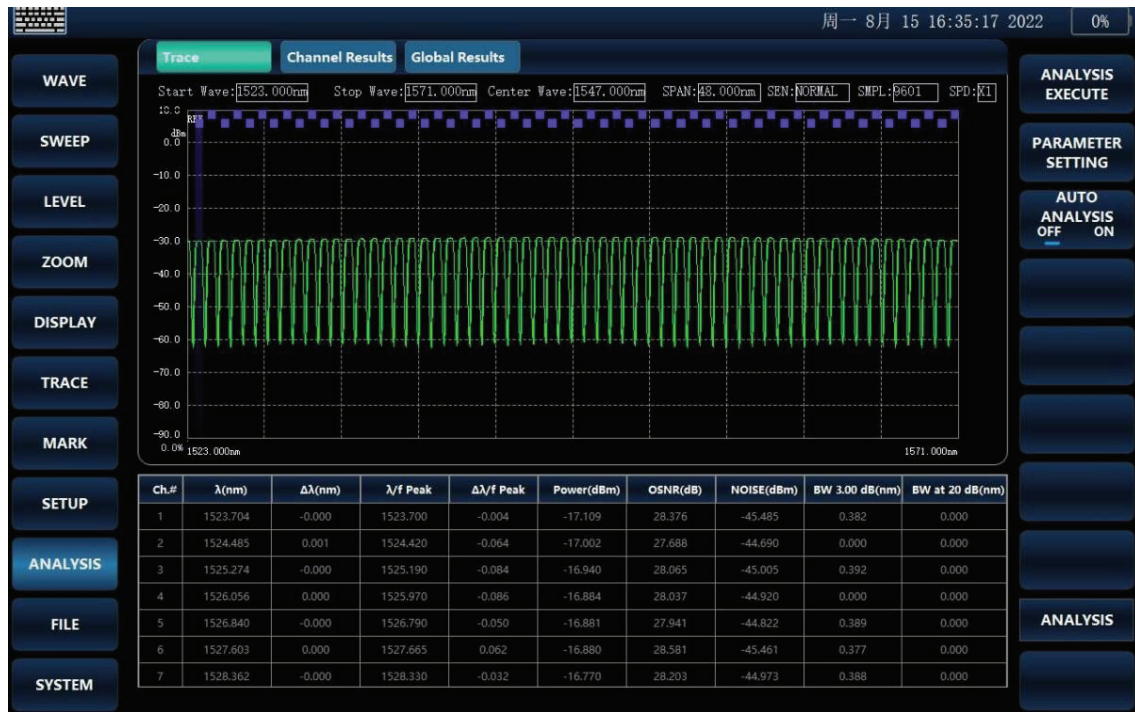 周一 8月 15 16:35:17 2022 0%
Trace Channel Results Global Results
Start Wave:1523.000nm Stop Wave:1571.000nm Center Wave:1547.000nm SPAN:48.000nm SEN:NORMAL SMPL:9601 SPD:X1
WAVE
SWEEP
LEVEL
ZOOM
DISPLAY
TRACE
MARK
SETUP
ANALYSIS
FILE
SYSTEM
10.0
REF
dBm
0.0
-10.0
-20.0
-30.0
-40.0
-50.0
-60.0
-70.0
-80.0
-90.0
0.0% 1523.000nm 1571.000nm
Ch.# λ(nm) Δλ(nm) λ/f Peak Δλ/f Peak Power(dBm) OSNR(dB) NOISE(dBm) BW 3.00 dB(nm) BW at 20 dB(nm)
1 1523.704 -0.000 1523.700 -0.004 -17.109 28.376 -45.485 0.382 0.000
2 1524.485 0.001 1524.420 -0.064 -17.002 27.688 -44.690 0.000 0.000
3 1525.274 -0.000 1525.190 -0.084 -16.940 28.065 -45.005 0.392 0.000
4 1526.056 0.000 1525.970 -0.086 -16.884 28.037 -44.920 0.000 0.000
5 1526.840 -0.000 1526.790 -0.050 -16.881 27.941 -44.822 0.389 0.000
6 1527.603 0.000 1527.665 0.062 -16.880 28.581 -45.461 0.377 0.000
7 1528.362 -0.000 1528.330 -0.032 -16.770 28.203 -44.973 0.388 0.000
ANALYSIS
EXECUTE
PARAMETER
SETTING
AUTO
ANALYSIS
OFF ON
ANALYSIS